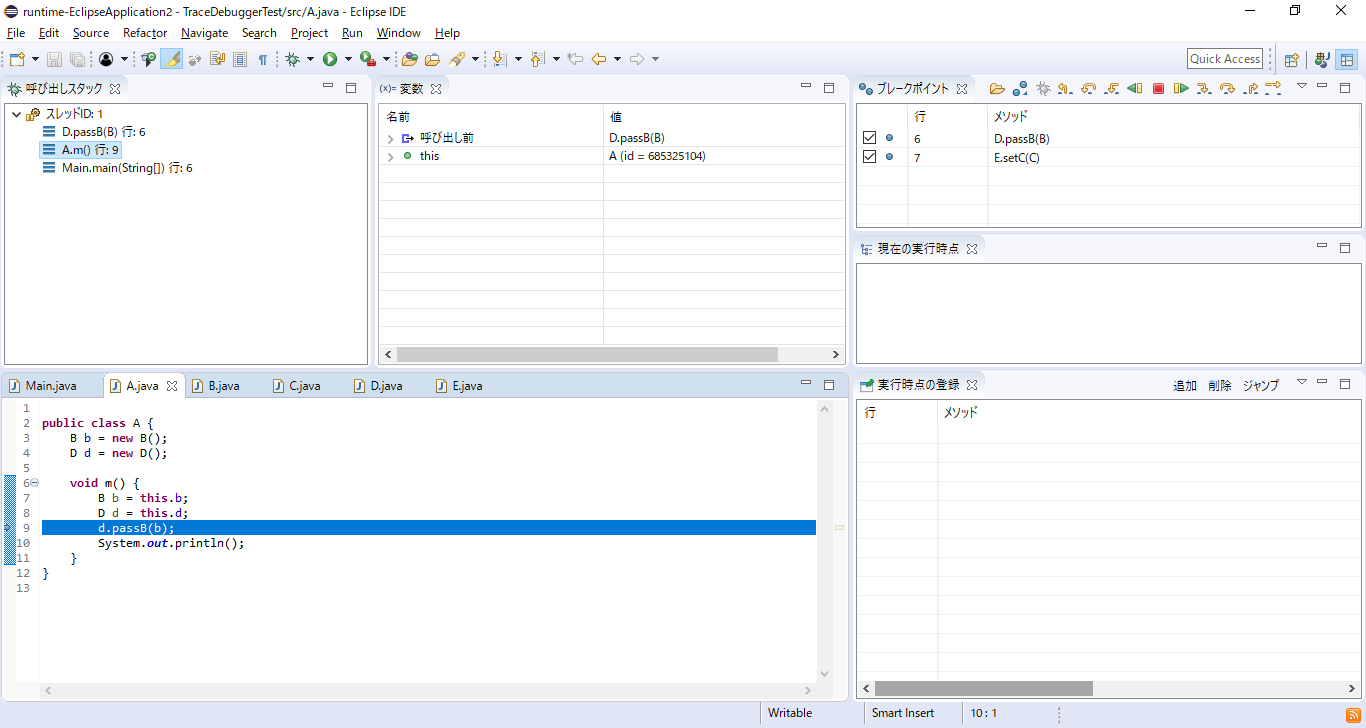 runtime-EclipseApplication2 - TraceDebuggerTest/src/A.java - Eclipse IDE
File Edit Source Refactor Navigate Search Project Run Window Help
Quick Access
呼び出しスタック
スレッドID: 1
D.passB(B) 行: 6
A.m() 行: 9
Main.main(String[]) 行: 6
(x)= 変数
名前 値
呼び出し前 D.passB(B)
this A (id = 685325104)
ブレークポイント
行 メソッド
6 D.passB(B)
7 E.setC(C)
現在の実行時点
Main.java A.java B.java C.java D.java E.java
1
2 public class A {
3 B b = new B();
4 D d = new D();
5
6 void m() {
7 B b = this.b;
8 D d = this.d;
9 d.passB(b);
10 System.out.println();
11 }
12 }
13
実行時点の登録 追加 削除 ジャンプ
行 メソッド
Writable Smart Insert 10 : 1